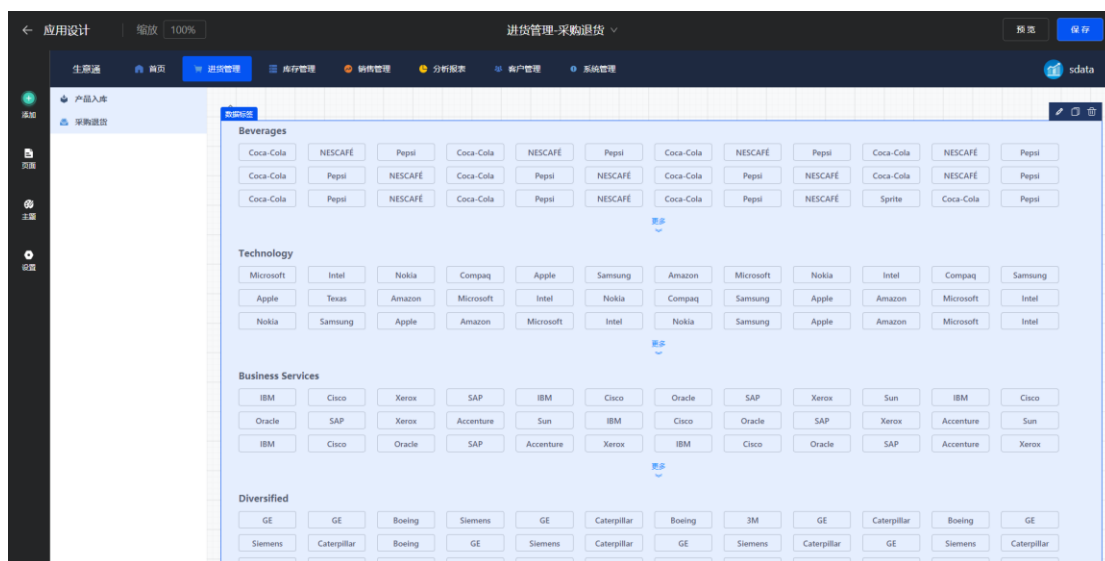 应用设计 缩放 100% 进货管理-采购退货 预览 保存
生意通 首页 进货管理 库存管理 销售管理 分析报表 客户管理 系统管理 sdata
添加
页面
主题
设置
产品入库
采购退货
数据标签
Beverages
Coca-Cola NESCAFÉ Pepsi Coca-Cola NESCAFÉ Pepsi Coca-Cola NESCAFÉ Pepsi Coca-Cola NESCAFÉ Pepsi
Coca-Cola Pepsi NESCAFÉ Coca-Cola Pepsi NESCAFÉ Coca-Cola Pepsi NESCAFÉ Coca-Cola NESCAFÉ Pepsi
Coca-Cola Pepsi NESCAFÉ Coca-Cola Pepsi NESCAFÉ Coca-Cola Pepsi NESCAFÉ Sprite Coca-Cola Pepsi
更多
Technology
Microsoft Intel Nokia Compaq Apple Samsung Amazon Microsoft Nokia Intel Compaq Samsung
Apple Texas Amazon Microsoft Intel Nokia Compaq Samsung Apple Amazon Microsoft Intel
Nokia Samsung Apple Amazon Microsoft Intel Nokia Samsung Apple Amazon Microsoft Intel
更多
Business Services
IBM Cisco Xerox SAP IBM Cisco Oracle SAP Xerox Sun IBM Cisco
Oracle SAP Xerox Accenture Sun IBM Cisco Oracle SAP Xerox Accenture Sun
IBM Cisco Oracle SAP Accenture Xerox IBM Cisco Oracle SAP Accenture Xerox
更多
Diversified
GE GE Boeing Siemens GE Caterpillar Boeing 3M GE Caterpillar Boeing GE
Siemens Caterpillar Boeing GE Siemens Caterpillar GE Siemens Caterpillar GE Siemens Caterpillar